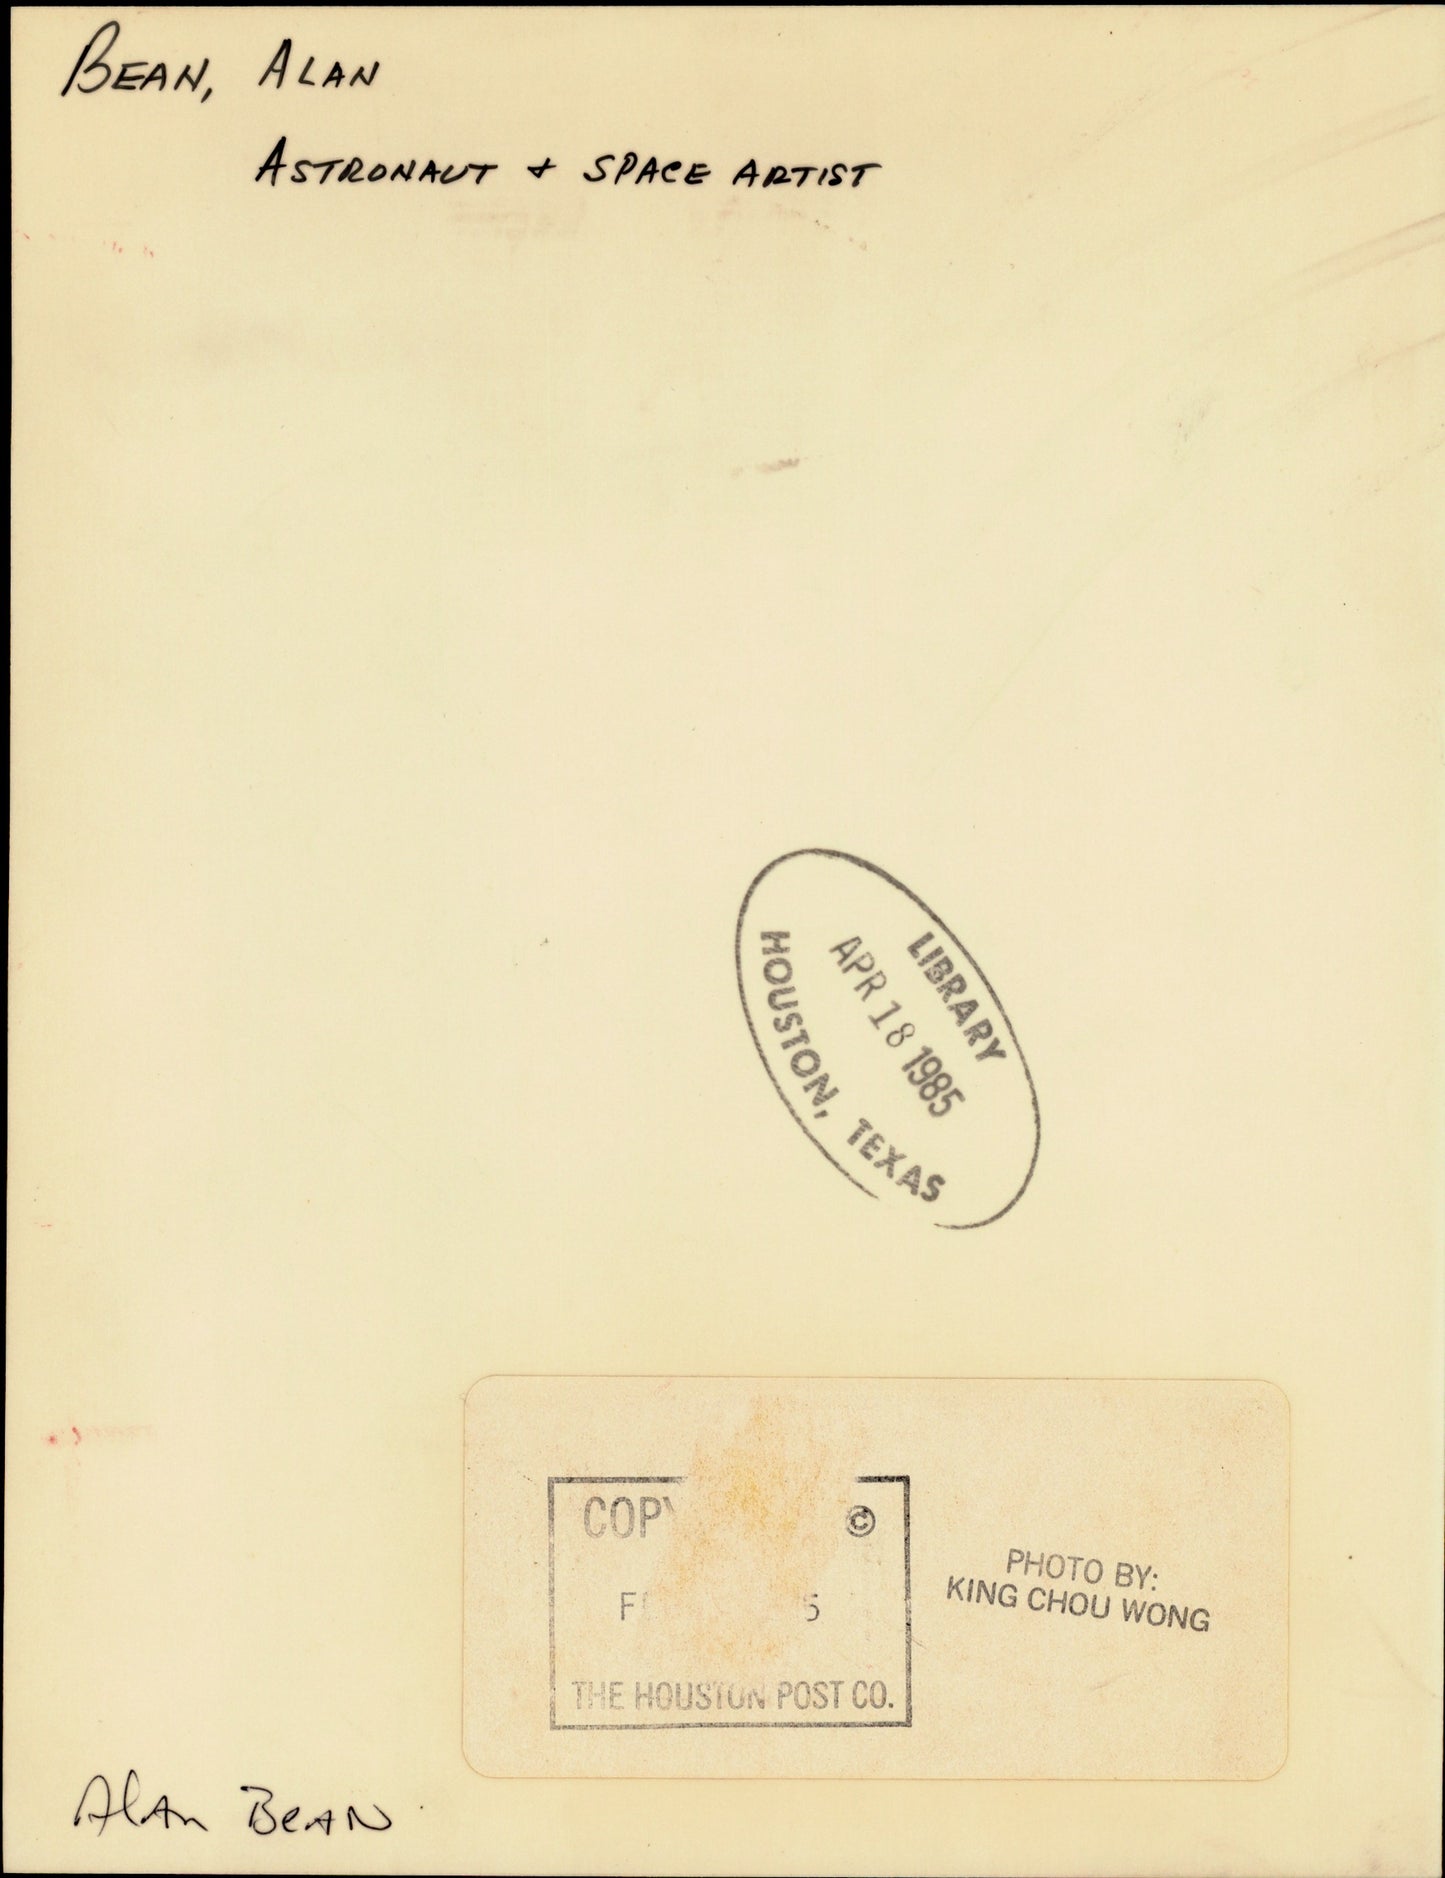 BEAN, ALAN
ASTRONAUT + SPACE ARTIST
LIBRARY
APR 18 1985
HOUSTON, TEXAS
©
THE HOUSTON POST CO.
PHOTO BY:
KING CHOU WONG
Alan BeAN